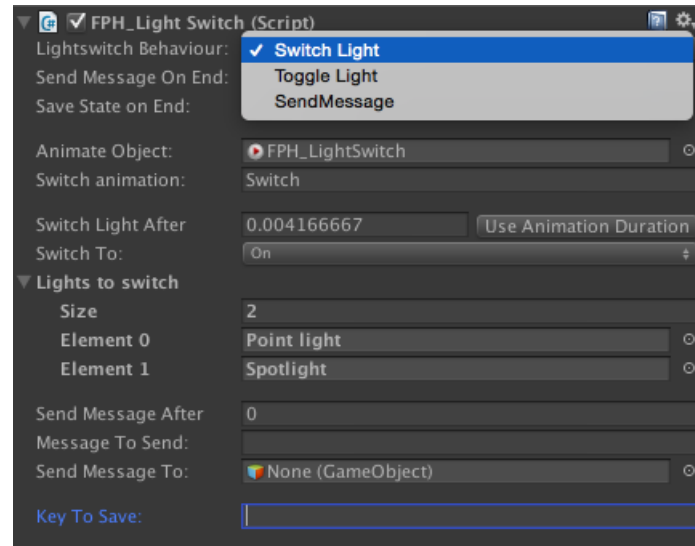 FPH_Light Switch (Script)
Lightswitch Behaviour: ✓ Switch Light
Toggle Light
Send Message On End:
SendMessage
Save State on End:
Animate Object: FPH_LightSwitch
Switch animation: Switch
Switch Light After 0.004166667 Use Animation Duration
Switch To: On
Lights to switch
Size 2
Element 0 Point light
Element 1 Spotlight
Send Message After 0
Message To Send:
Send Message To: None (GameObject)
Key To Save: